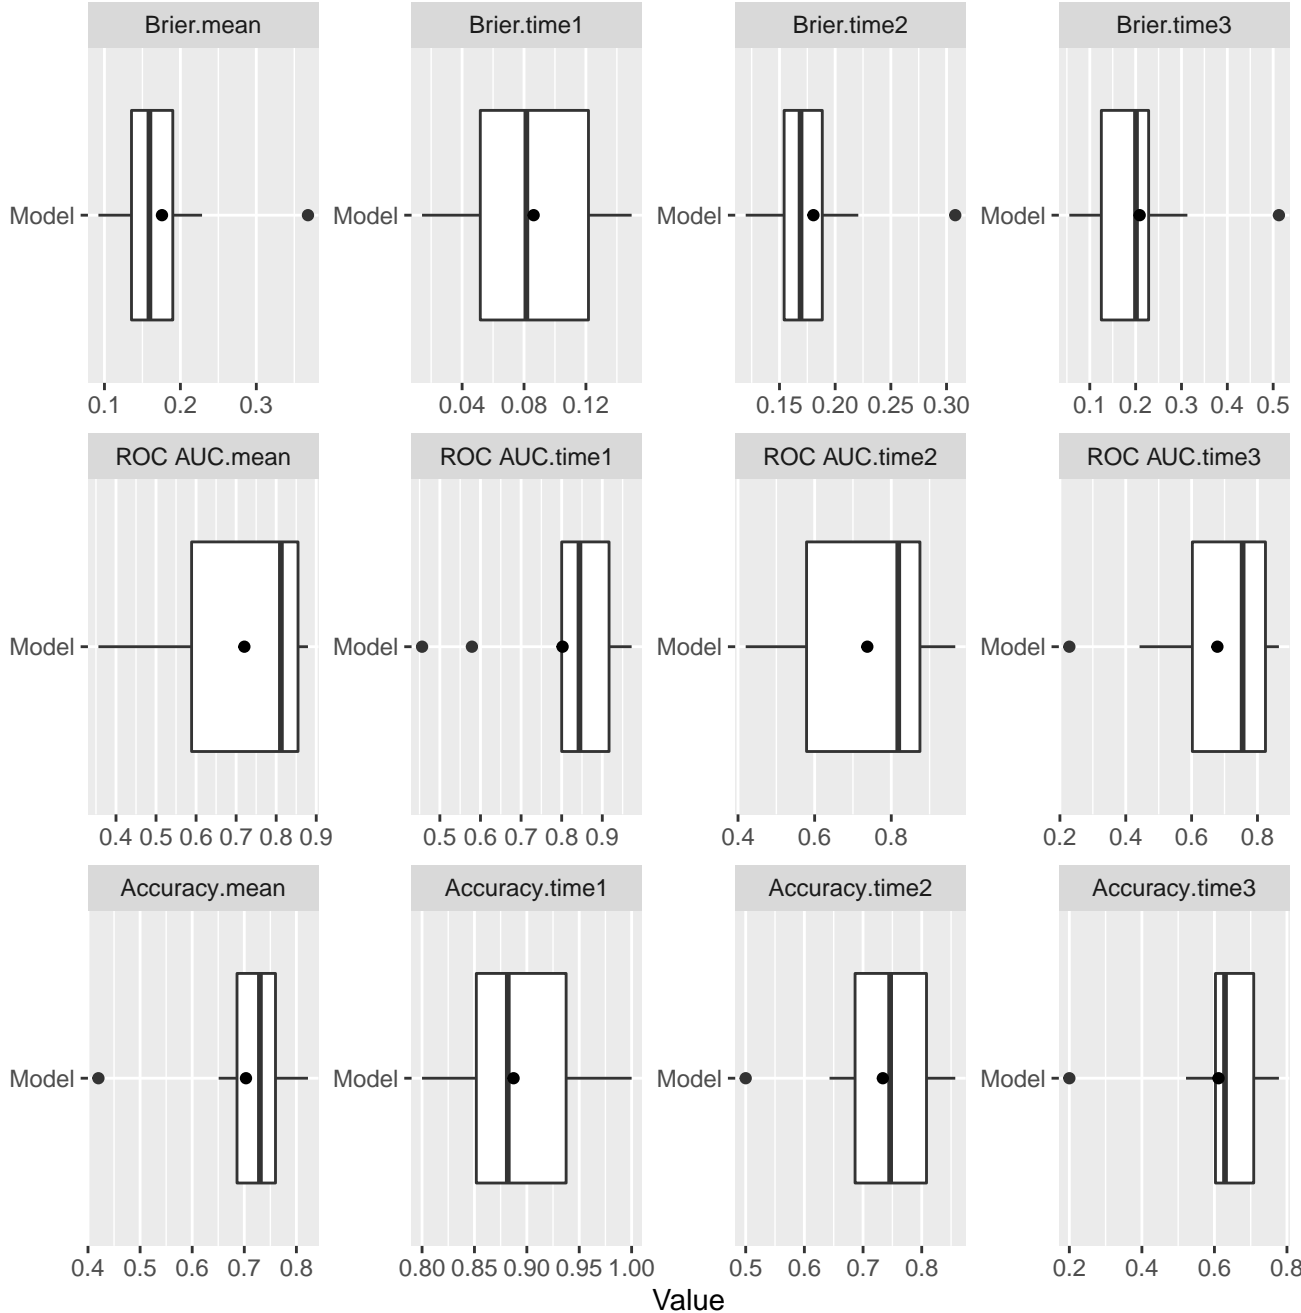 Brier.mean Brier.time1 Brier.time2 Brier.time3
Model Model Model Model
0.1 0.2 0.3 0.04 0.08 0.12 0.15 0.20 0.25 0.30 0.1 0.2 0.3 0.4 0.5
ROC AUC.mean ROC AUC.time1 ROC AUC.time2 ROC AUC.time3
Model Model Model Model
0.4 0.5 0.6 0.7 0.8 0.9 0.5 0.6 0.7 0.8 0.9 0.4 0.6 0.8 0.2 0.4 0.6 0.8
Accuracy.mean Accuracy.time1 Accuracy.time2 Accuracy.time3
Model Model Model Model
0.4 0.5 0.6 0.7 0.8 0.80 0.85 0.90 0.95 1.00 0.5 0.6 0.7 0.8 0.2 0.4 0.6 0.8
Value